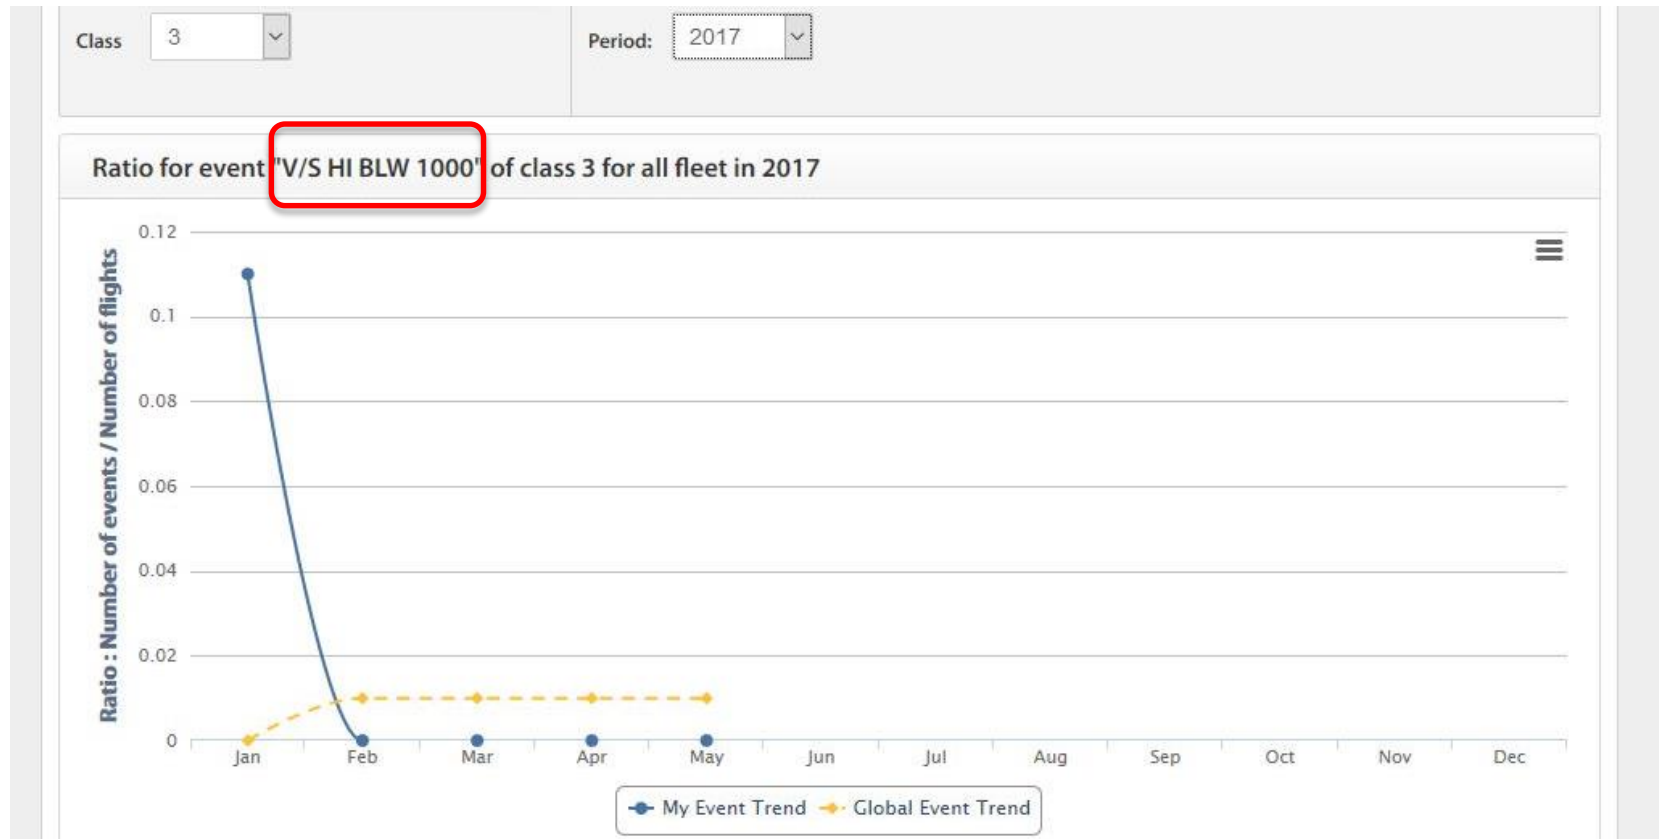 Class 3 Period: 2017
Ratio for event "V/S HI BLW 1000" of class 3 for all fleet in 2017
Ratio : Number of events / Number of flights
0.12
0.1
0.08
0.06
0.04
0.02
0
Jan Feb Mar Apr May Jun Jul Aug Sep Oct Nov Dec
My Event Trend Global Event Trend